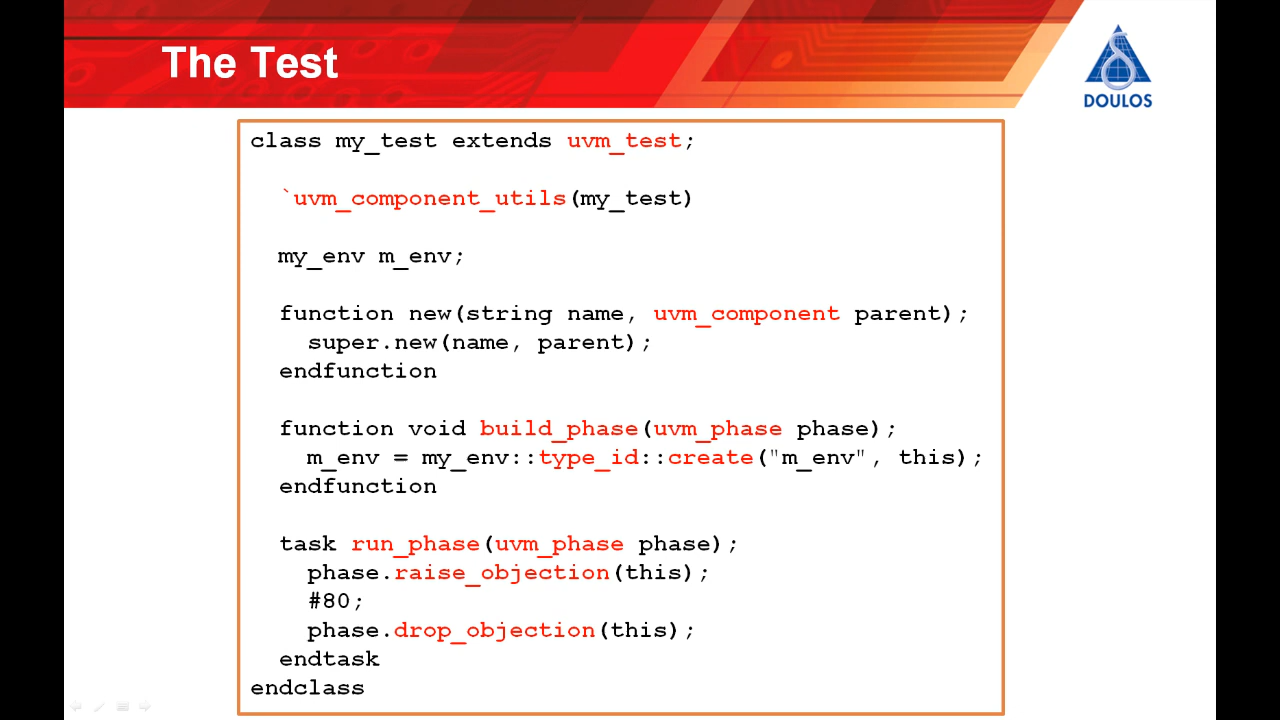 The Test
DOULOS
class my_test extends uvm_test;
`uvm_component_utils(my_test)
my_env m_env;
function new(string name, uvm_component parent);
super.new(name, parent);
endfunction
function void build_phase(uvm_phase phase);
m_env = my_env::type_id::create("m_env", this);
endfunction
task run_phase(uvm_phase phase);
phase.raise_objection(this);
#80;
phase.drop_objection(this);
endtask
endclass